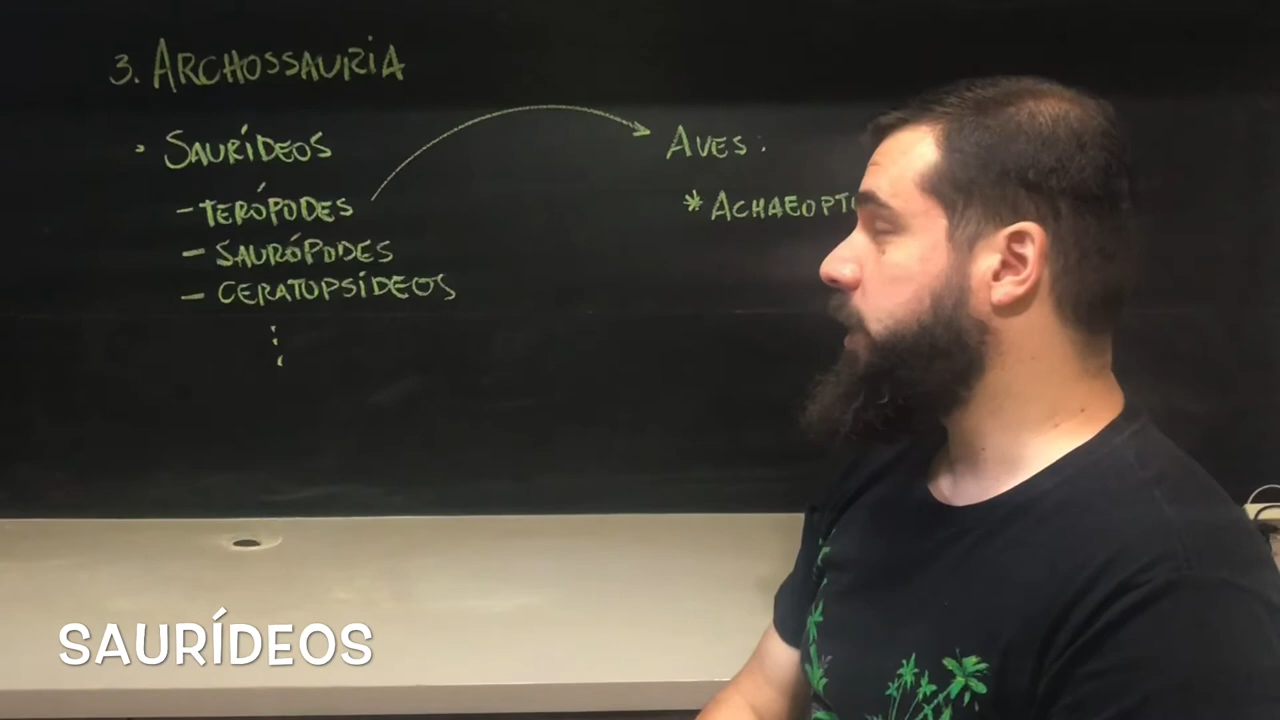 3. ARCHOSSAURIA
• SAURÍDEOS
- TERÓPODES
- SAURÓPODES
- CERATOPSÍDEOS
AVES:
* ACHAEOPT
SAURÍDEOS